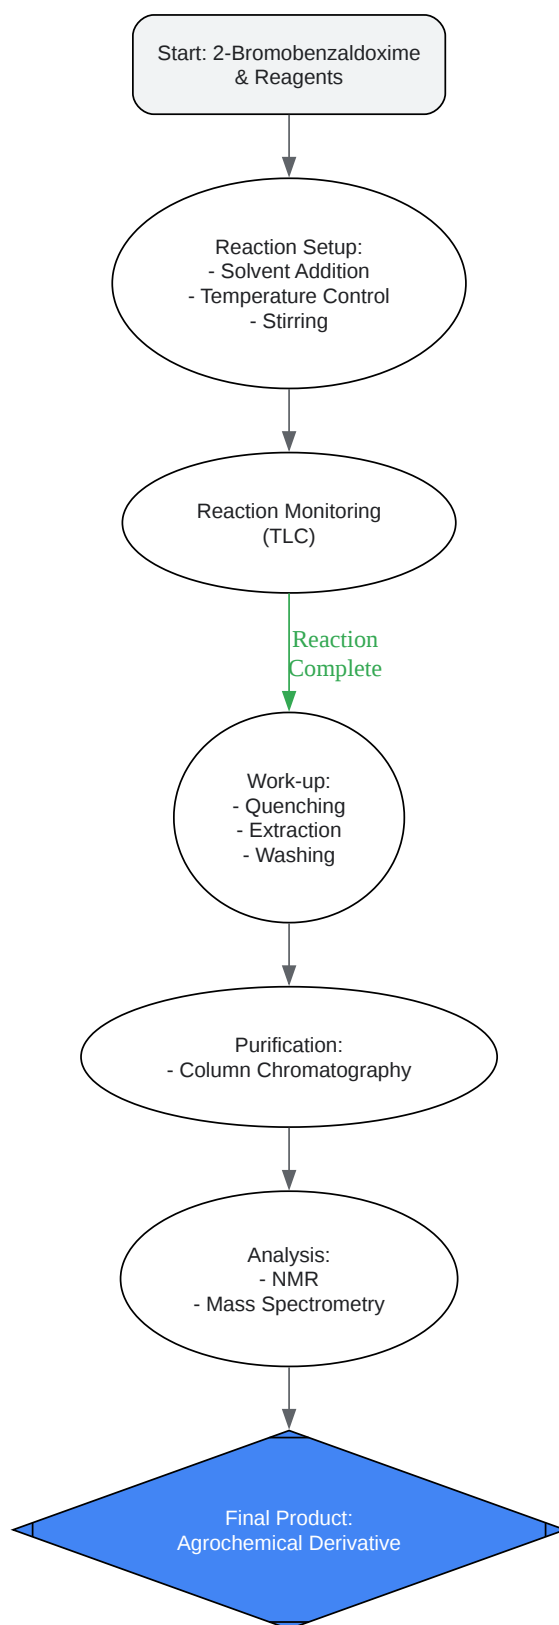 Start: 2-Bromobenzaldoxime
& Reagents
Reaction Setup:
- Solvent Addition
- Temperature Control
- Stirring
Reaction Monitoring
(TLC)
Reaction
Complete
Work-up:
- Quenching
- Extraction
- Washing
Purification:
- Column Chromatography
Analysis:
- NMR
- Mass Spectrometry
Final Product:
Agrochemical Derivative